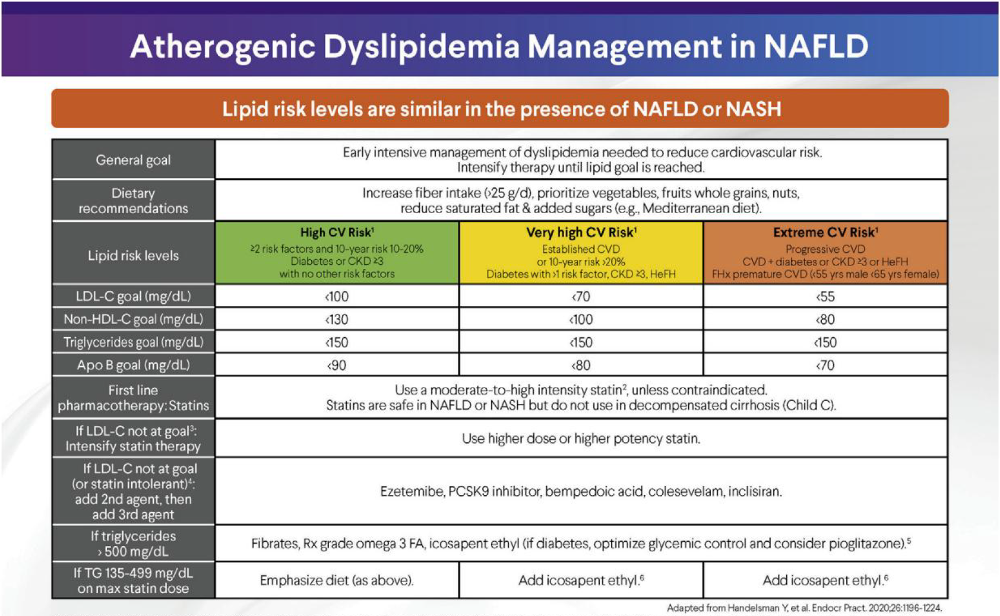 Atherogenic Dyslipidemia Management in NAFLD
Lipid risk levels are similar in the presence of NAFLD or NASH
General goal
Early intensive management of dyslipidemia needed to reduce cardiovascular risk.
Intensify therapy until lipid goal is reached.
Dietary
recommendations
Increase fiber intake (›25 g/d), prioritize vegetables, fruits whole grains, nuts,
reduce saturated fat & added sugars (e.g., Mediterranean diet).
Lipid risk levels
High CV Risk¹
≥2 risk factors and 10-year risk 10-20%
Diabetes or CKD ≥3
with no other risk factors
Very high CV Risk¹
Established CVD
or 10-year risk ›20%
Diabetes with ›1 risk factor, CKD ≥3, HeFH
Extreme CV Risk¹
Progressive CVD
CVD + diabetes or CKD ≥3 or HeFH
FHx premature CVD (‹55 yrs male ‹65 yrs female)
LDL-C goal (mg/dL)
‹100
‹70
‹55
Non-HDL-C goal (mg/dL)
‹130
‹100
‹80
Triglycerides goal (mg/dL)
‹150
‹150
‹150
Apo B goal (mg/dL)
‹90
‹80
‹70
First line
pharmacotherapy: Statins
Use a moderate-to-high intensity statin², unless contraindicated.
Statins are safe in NAFLD or NASH but do not use in decompensated cirrhosis (Child C).
If LDL-C not at goal³:
Intensify statin therapy
Use higher dose or higher potency statin.
If LDL-C not at goal
(or statin intolerant)⁴:
add 2nd agent, then
add 3rd agent
Ezetemibe, PCSK9 inhibitor, bempedoic acid, colesevelam, inclisiran.
If triglycerides
› 500 mg/dL
Fibrates, Rx grade omega 3 FA, icosapent ethyl (if diabetes, optimize glycemic control and consider pioglitazone).⁵
If TG 135-499 mg/dL
on max statin dose
Emphasize diet (as above).
Add icosapent ethyl.⁶
Add icosapent ethyl.⁶
Adapted from Handelsman Y, et al. Endocr Pract. 2020;26:1196-1224.